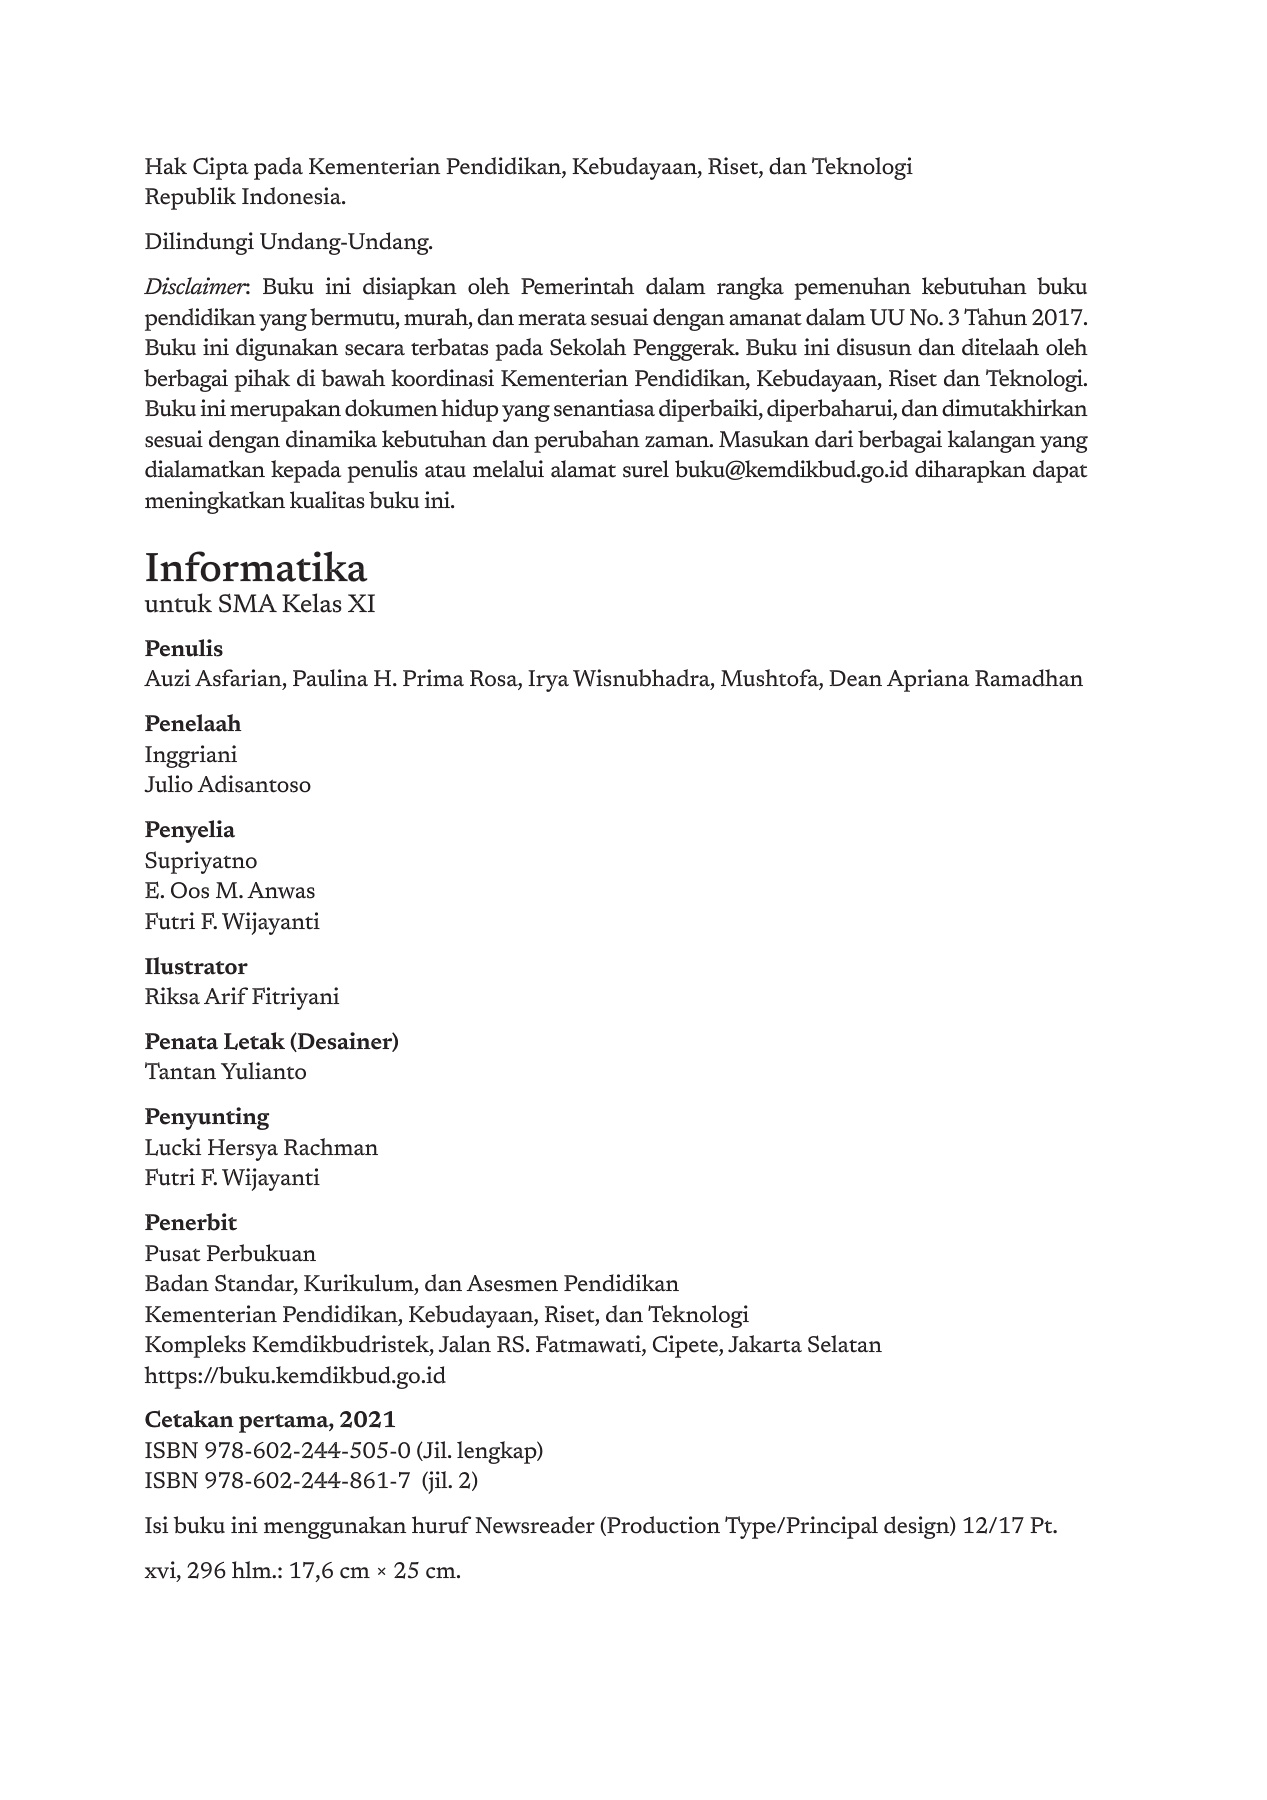 Hak Cipta pada Kementerian Pendidikan, Kebudayaan, Riset, dan Teknologi
Republik Indonesia.
Dilindungi Undang-Undang.
Disclaimer: Buku ini disiapkan oleh Pemerintah dalam rangka pemenuhan kebutuhan buku
pendidikan yang bermutu, murah, dan merata sesuai dengan amanat dalam UU No. 3 Tahun 2017.
Buku ini digunakan secara terbatas pada Sekolah Penggerak. Buku ini disusun dan ditelaah oleh
berbagai pihak di bawah koordinasi Kementerian Pendidikan, Kebudayaan, Riset dan Teknologi.
Buku ini merupakan dokumen hidup yang senantiasa diperbaiki, diperbaharui, dan dimutakhirkan
sesuai dengan dinamika kebutuhan dan perubahan zaman. Masukan dari berbagai kalangan yang
dialamatkan kepada penulis atau melalui alamat surel buku@kemdikbud.go.id diharapkan dapat
meningkatkan kualitas buku ini.
Informatika
untuk SMA Kelas XI
Penulis
Auzi Asfarian, Paulina H. Prima Rosa, Irya Wisnubhadra, Mushtofa, Dean Apriana Ramadhan
Penelaah
Inggriani
Julio Adisantoso
Penyelia
Supriyatno
E. Oos M. Anwas
Futri F. Wijayanti
Ilustrator
Riksa Arif Fitriyani
Penata Letak (Desainer)
Tantan Yulianto
Penyunting
Lucki Hersya Rachman
Futri F. Wijayanti
Penerbit
Pusat Perbukuan
Badan Standar, Kurikulum, dan Asesmen Pendidikan
Kementerian Pendidikan, Kebudayaan, Riset, dan Teknologi
Kompleks Kemdikbudristek, Jalan RS. Fatmawati, Cipete, Jakarta Selatan
https://buku.kemdikbud.go.id
Cetakan pertama, 2021
ISBN 978-602-244-505-0 (Jil. lengkap)
ISBN 978-602-244-861-7 (jil. 2)
Isi buku ini menggunakan huruf Newsreader (Production Type/Principal design) 12/17 Pt.
xvi, 296 hlm.: 17,6 cm × 25 cm.